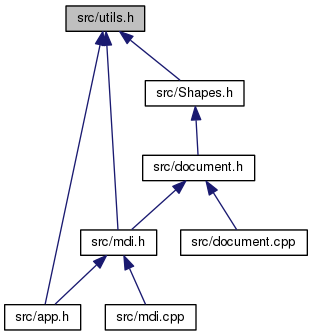 src/utils.h
src/Shapes.h
src/document.h
src/mdi.h
src/document.cpp
src/app.h
src/mdi.cpp